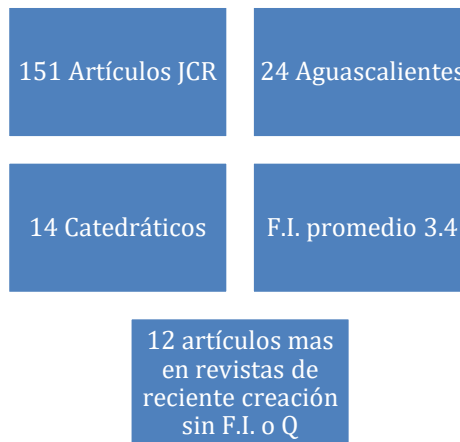 151 Artículos JCR
24 Aguascalientes
14 Catedráticos
F.I. promedio 3.4
12 artículos mas
en revistas de
reciente creación
sin F.I. o Q